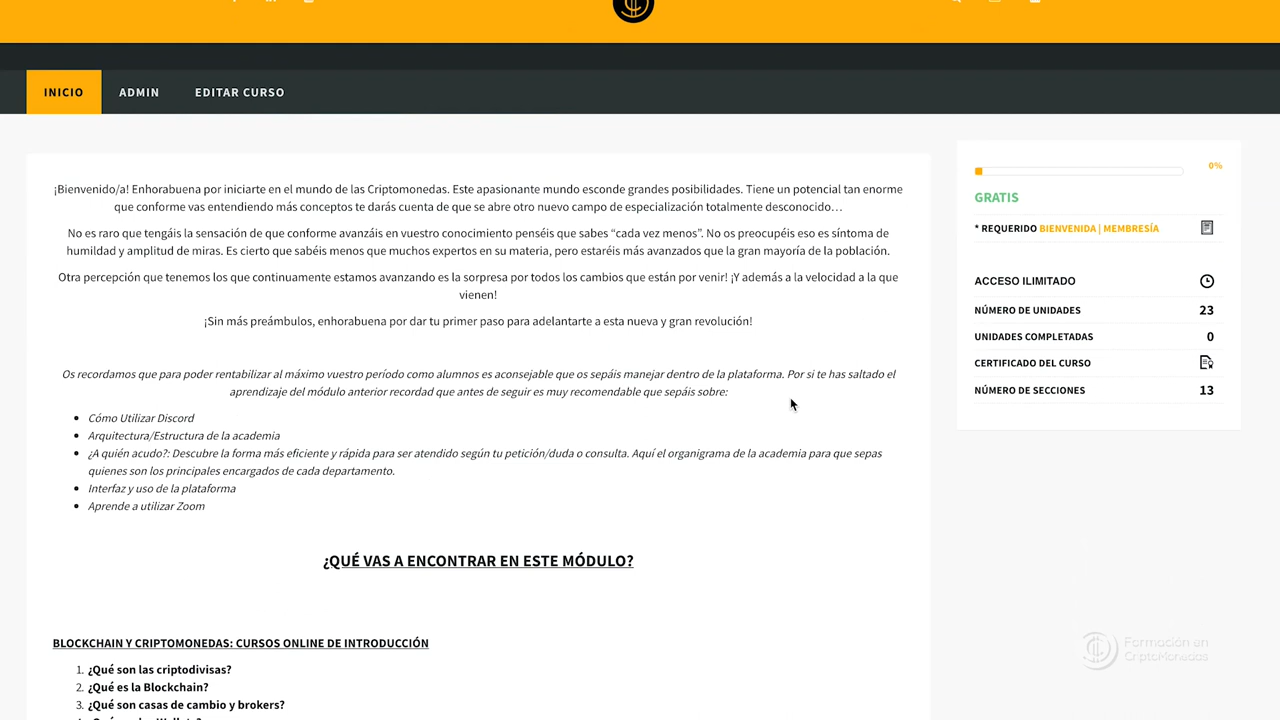 INICIO
ADMIN
EDITAR CURSO
¡Bienvenido/a! Enhorabuena por iniciarte en el mundo de las Criptomonedas. Este apasionante mundo esconde grandes posibilidades. Tiene un potencial tan enorme
que conforme vas entendiendo más conceptos te darás cuenta de que se abre otro nuevo campo de especialización totalmente desconocido…
No es raro que tengáis la sensación de que conforme avanzáis en vuestro conocimiento penséis que sabes “cada vez menos”. No os preocupéis eso es síntoma de
humildad y amplitud de miras. Es cierto que sabéis menos que muchos expertos en su materia, pero estaréis más avanzados que la gran mayoría de la población.
Otra percepción que tenemos los que continuamente estamos avanzando es la sorpresa por todos los cambios que están por venir! ¡Y además a la velocidad a la que
vienen!
¡Sin más preámbulos, enhorabuena por dar tu primer paso para adelantarte a esta nueva y gran revolución!
Os recordamos que para poder rentabilizar al máximo vuestro período como alumnos es aconsejable que os sepáis manejar dentro de la plataforma. Por si te has saltado el
aprendizaje del módulo anterior recordad que antes de seguir es muy recomendable que sepáis sobre:
• Cómo Utilizar Discord
• Arquitectura/Estructura de la academia
• ¿A quién acudo?: Descubre la forma más eficiente y rápida para ser atendido según tu petición/duda o consulta. Aquí el organigrama de la academia para que sepas
quienes son los principales encargados de cada departamento.
• Interfaz y uso de la plataforma
• Aprende a utilizar Zoom
¿QUÉ VAS A ENCONTRAR EN ESTE MÓDULO?
BLOCKCHAIN Y CRIPTOMONEDAS: CURSOS ONLINE DE INTRODUCCIÓN
1. ¿Qué son las criptodivisas?
2. ¿Qué es la Blockchain?
3. ¿Qué son casas de cambio y brokers?
0%
GRATIS
* REQUERIDO BIENVENIDA | MEMBRESÍA
ACCESO ILIMITADO
NÚMERO DE UNIDADES 23
UNIDADES COMPLETADAS 0
CERTIFICADO DEL CURSO
NÚMERO DE SECCIONES 13
Formación en
CriptoMonedas